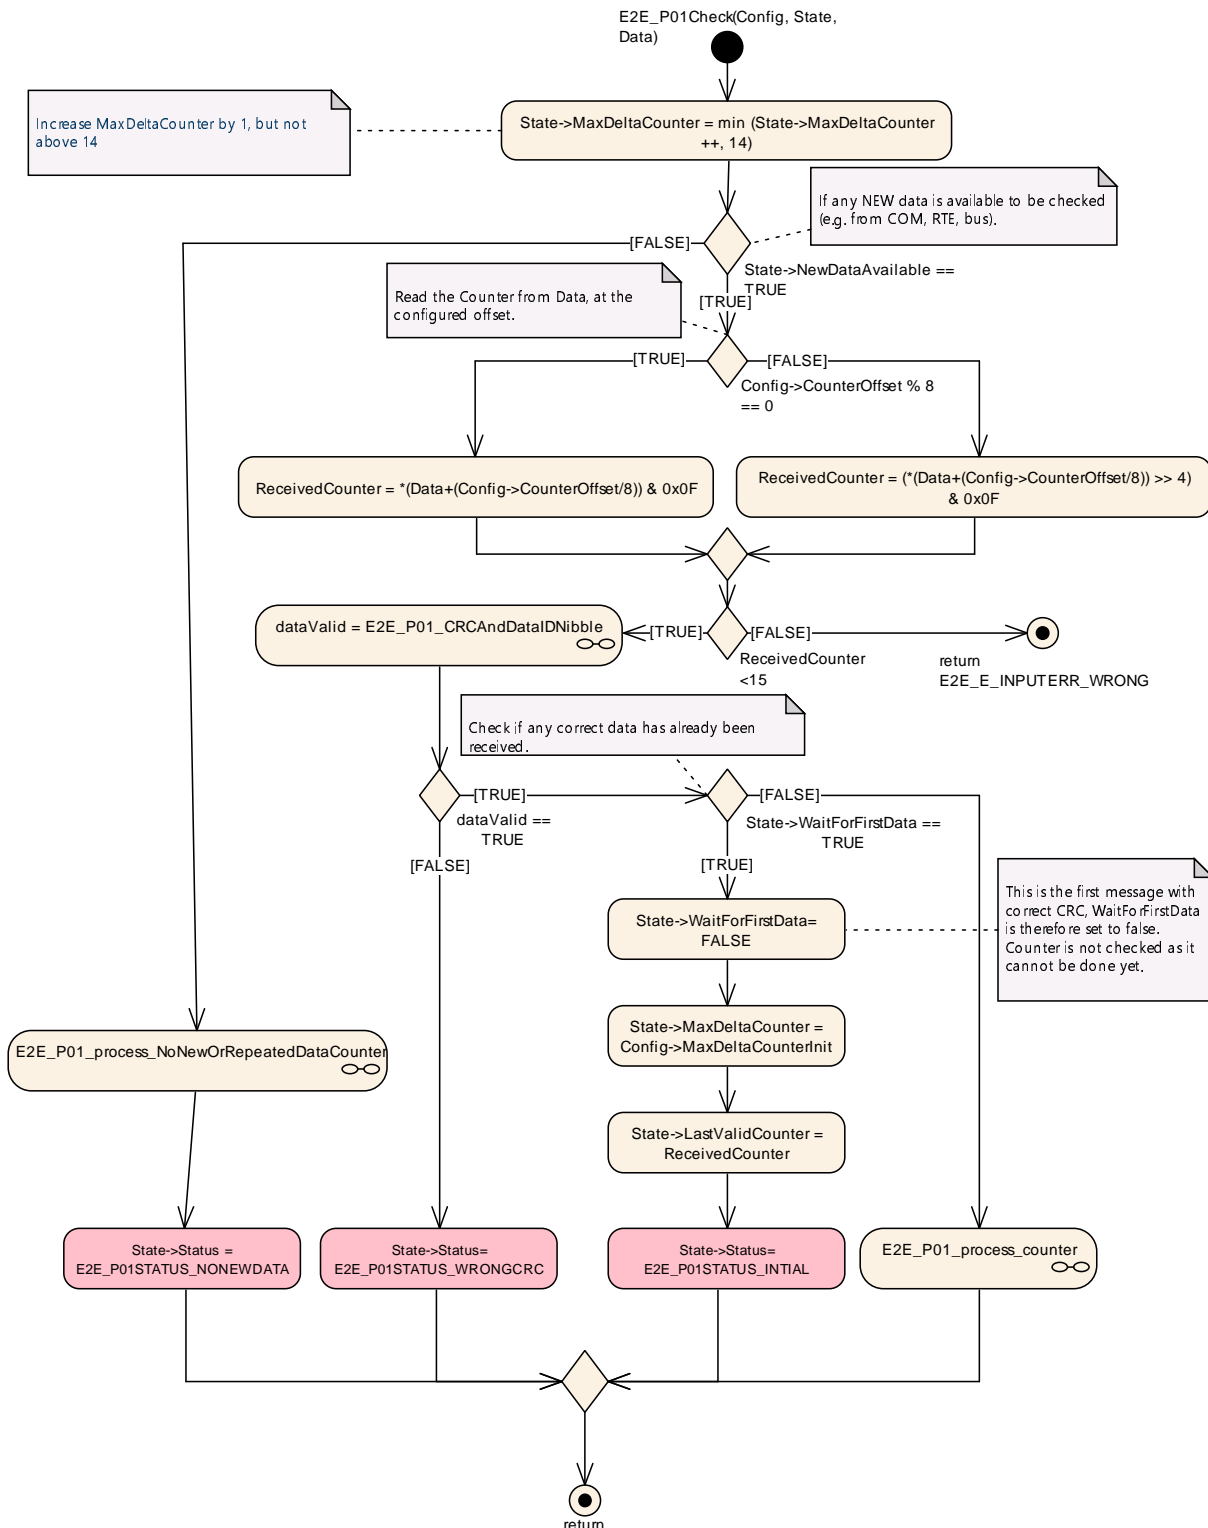 E2E_P01Check(Config, State,
Data)
Increase MaxDeltaCounter by 1, but not
above 14
State->MaxDeltaCounter = min (State->MaxDeltaCounter
++, 14)
If any NEW data is available to be checked
(e.g. from COM, RTE, bus).
[FALSE]
State->NewDataAvailable ==
TRUE
[TRUE]
Read the Counter from Data, at the
configured offset.
[TRUE]
[FALSE]
Config->CounterOffset % 8
== 0
ReceivedCounter = *(Data+(Config->CounterOffset/8)) & 0x0F
ReceivedCounter = (*(Data+(Config->CounterOffset/8)) >> 4)
& 0x0F
dataValid = E2E_P01_CRCAndDataIDNibble
[TRUE]
[FALSE]
ReceivedCounter
<15
return
E2E_E_INPUTERR_WRONG
Check if any correct data has already been
received.
[TRUE]
dataValid ==
TRUE
[FALSE]
[FALSE]
State->WaitForFirstData ==
TRUE
[TRUE]
This is the first message with
correct CRC, WaitForFirstData
is therefore set to false.
Counter is not checked as it
cannot be done yet.
State->WaitForFirstData=
FALSE
State->MaxDeltaCounter =
Config->MaxDeltaCounterInit
E2E_P01_process_NoNewOrRepeatedDataCounter
State->LastValidCounter =
ReceivedCounter
State->Status =
E2E_P01STATUS_NONEWDATA
State->Status=
E2E_P01STATUS_WRONGCRC
State->Status=
E2E_P01STATUS_INTIAL
E2E_P01_process_counter
return